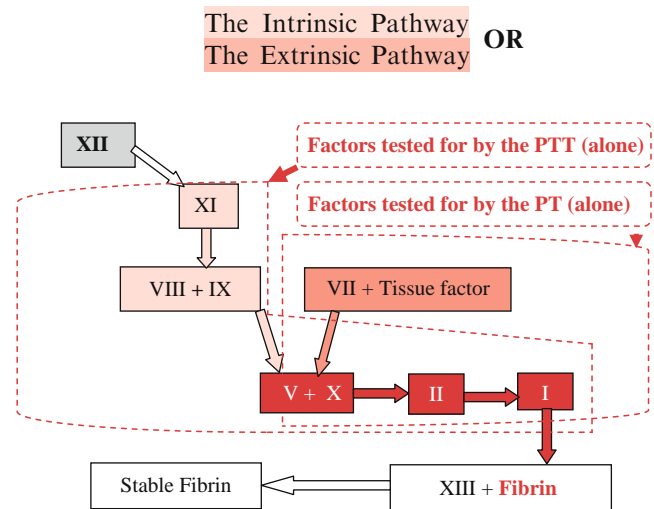 The Intrinsic Pathway
OR
The Extrinsic Pathway
XII
Factors tested for by the PTT (alone)
XI
Factors tested for by the PT (alone)
VIII + IX
VII + Tissue factor
V + X
II
I
Stable Fibrin
XIII + Fibrin